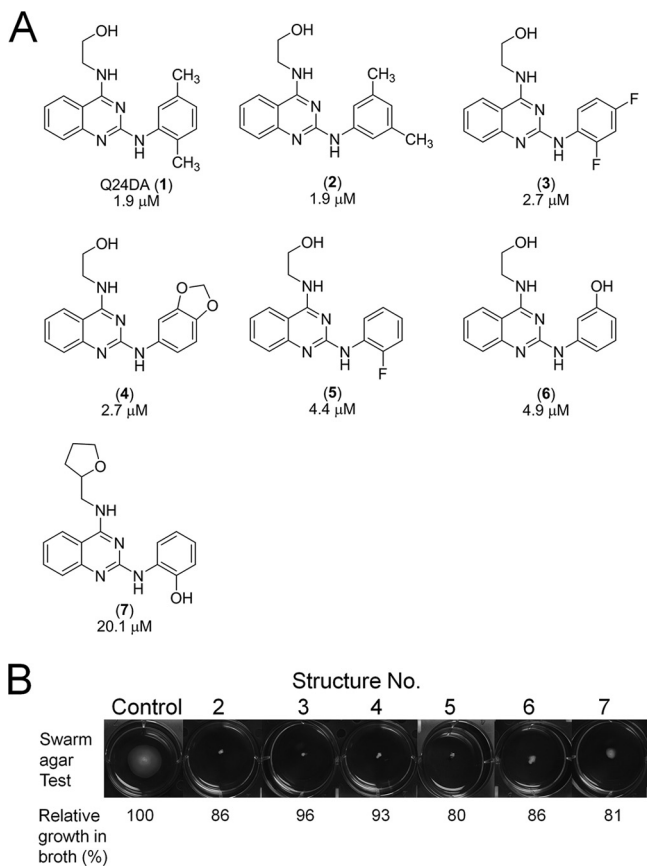 A
OH
NH
N
N
N
H
CH3
CH3
Q24DA (1)
1.9 μM
OH
NH
N
N
N
H
CH3
CH3
(2)
1.9 μM
OH
NH
N
N
N
H
F
F
(3)
2.7 μM
OH
NH
N
N
N
H
O
O
(4)
2.7 μM
OH
NH
N
N
N
H
F
(5)
4.4 μM
OH
NH
N
N
N
H
OH
(6)
4.9 μM
O
NH
N
N
N
H
OH
(7)
20.1 μM
B
Structure No.
Control 2 3 4 5 6 7
Swarm
agar
Test
Relative 100 86 96 93 80 86 81
growth in
broth (%)